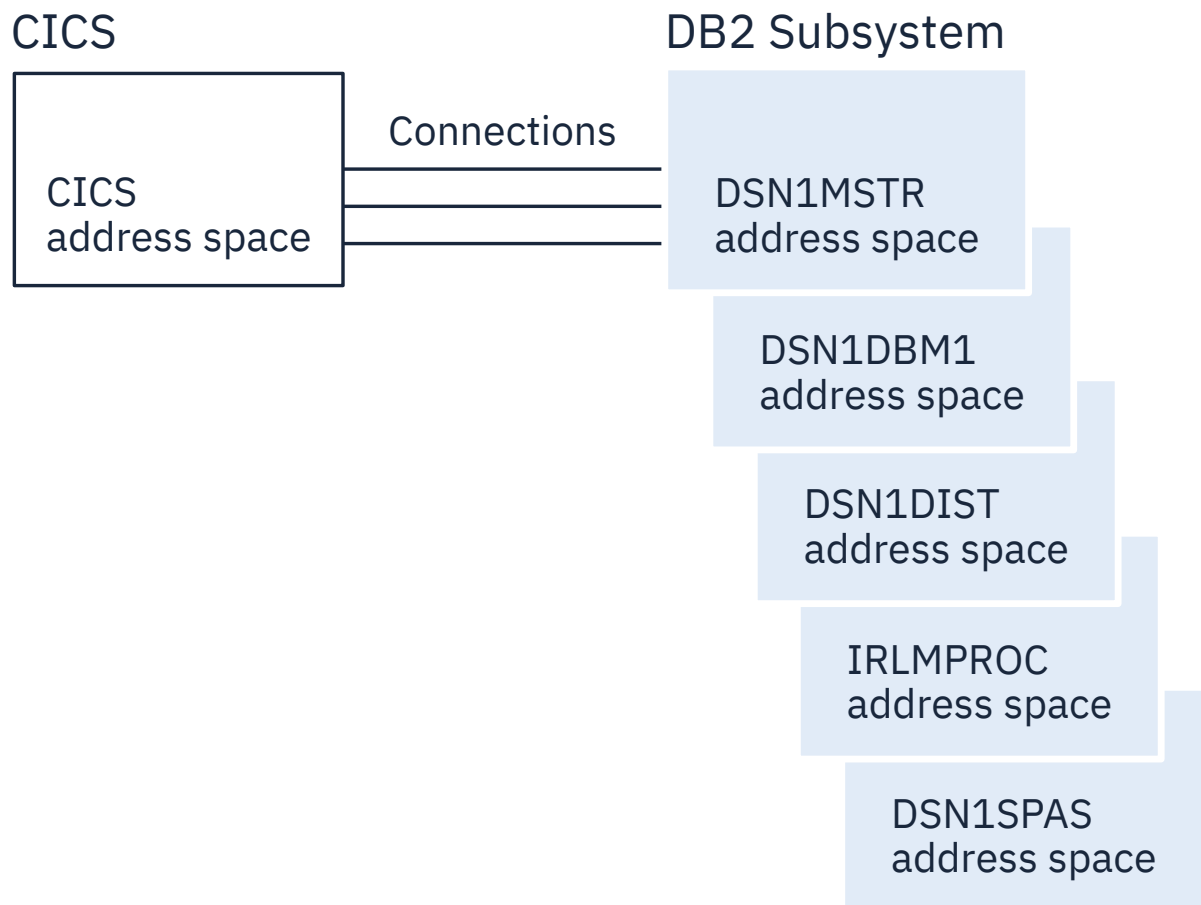 CICS
DB2 Subsystem
Connections
CICS
address space
DSN1MSTR
address space
DSN1DBM1
address space
DSN1DIST
address space
IRLMPROC
address space
DSN1SPAS
address space